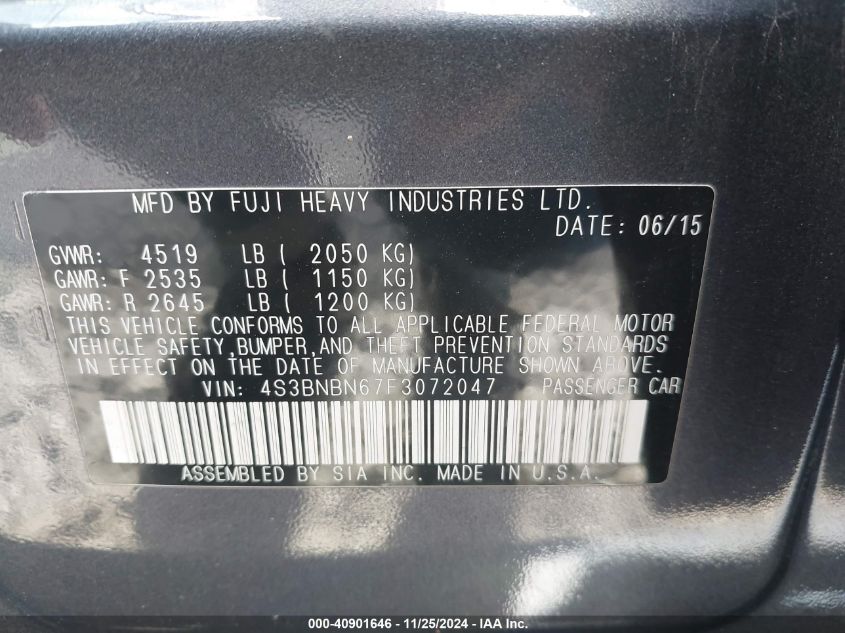 MFD BY FUJI HEAVY INDUSTRIES LTD.
DATE: 06/15
GVWR: 4519 LB ( 2050 KG)
GAWR: F 2535 LB ( 1150 KG)
GAWR: R 2645 LB ( 1200 KG)
THIS VEHICLE CONFORMS TO ALL APPLICABLE FEDERAL MOTOR
VEHICLE SAFETY,BUMPER,AND THEFT PREVENTION STANDARDS
IN EFFECT ON THE DATE OF MANUFACTURE SHOWN ABOVE.
VIN: 4S3BNBN67F3072047 PASSENGER CAR
ASSEMBLED BY SIA INC. MADE IN U.S.A.
000-40901646 - 11/25/2024 - IAA Inc.